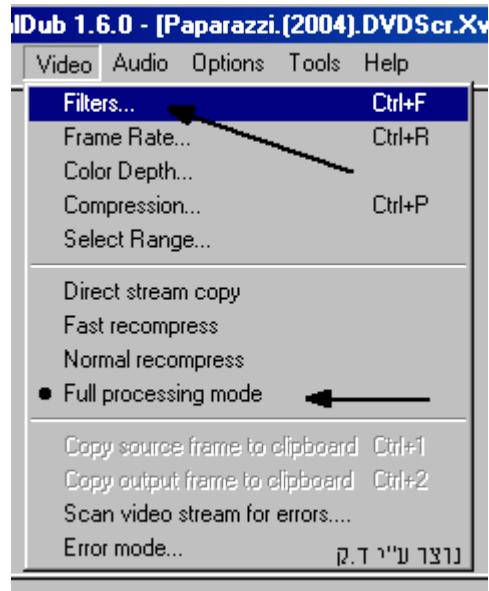 lDub 1.6.0 - [Paparazzi.(2004).DVDScr.Xv
Video Audio Options Tools Help
Filters... Ctrl+F
Frame Rate... Ctrl+R
Color Depth...
Compression... Ctrl+P
Select Range...
Direct stream copy
Fast recompress
Normal recompress
Full processing mode
Copy source frame to clipboard Ctrl+1
Copy output frame to clipboard Ctrl+2
Scan video stream for errors....
Error mode...
נוצר ע"י ד.ק